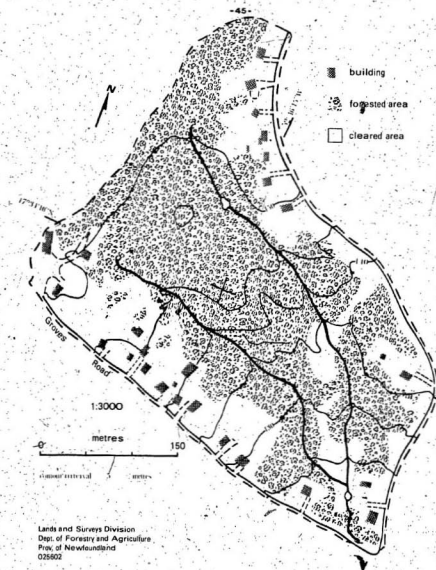 -45-
N
building
forested area
cleared area
Groves
Road
1:3000
metres
0 150
contour interval 5 metres
Lands and Surveys Division
Dept. of Forestry and Agriculture
Prov. of Newfoundland
025602